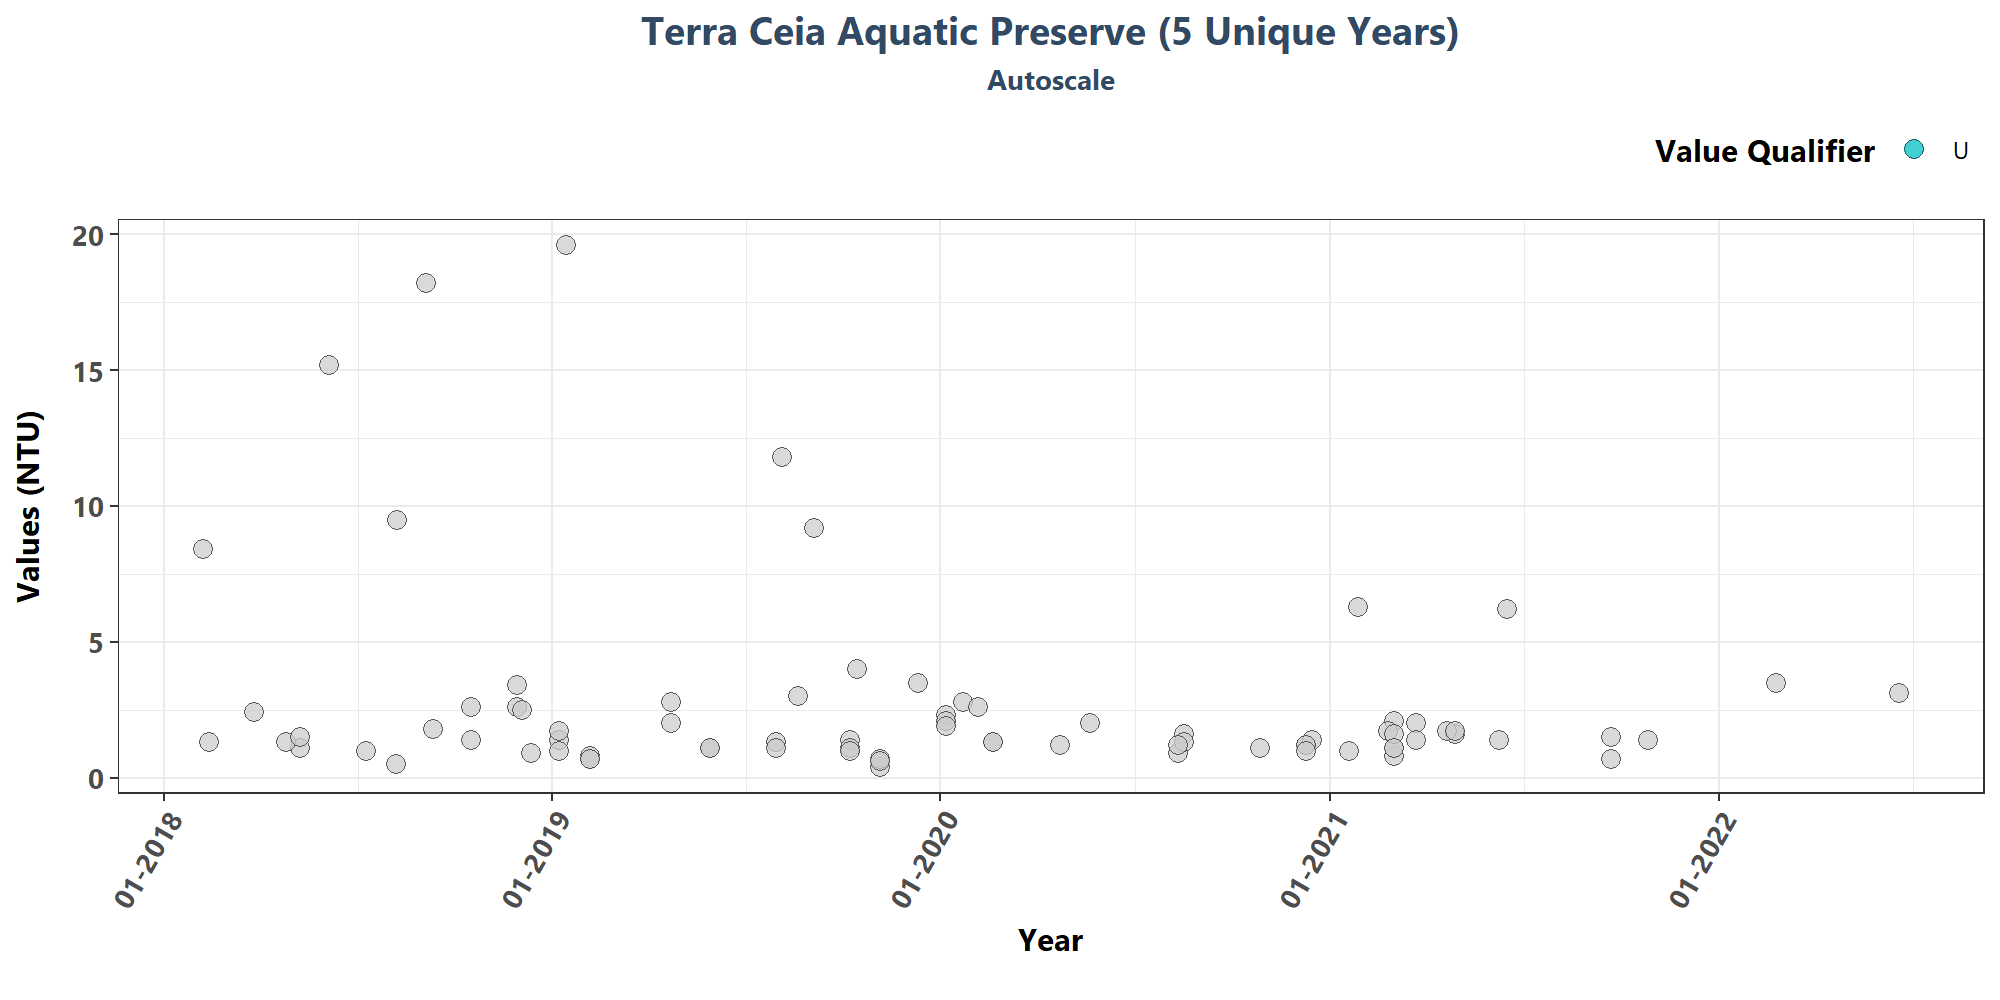 Terra Ceia Aquatic Preserve (5 Unique Years)
Autoscale
Value Qualifier U
Values (NTU)
20
15
10
5
0
01-2018 01-2019 01-2020 01-2021 01-2022
Year